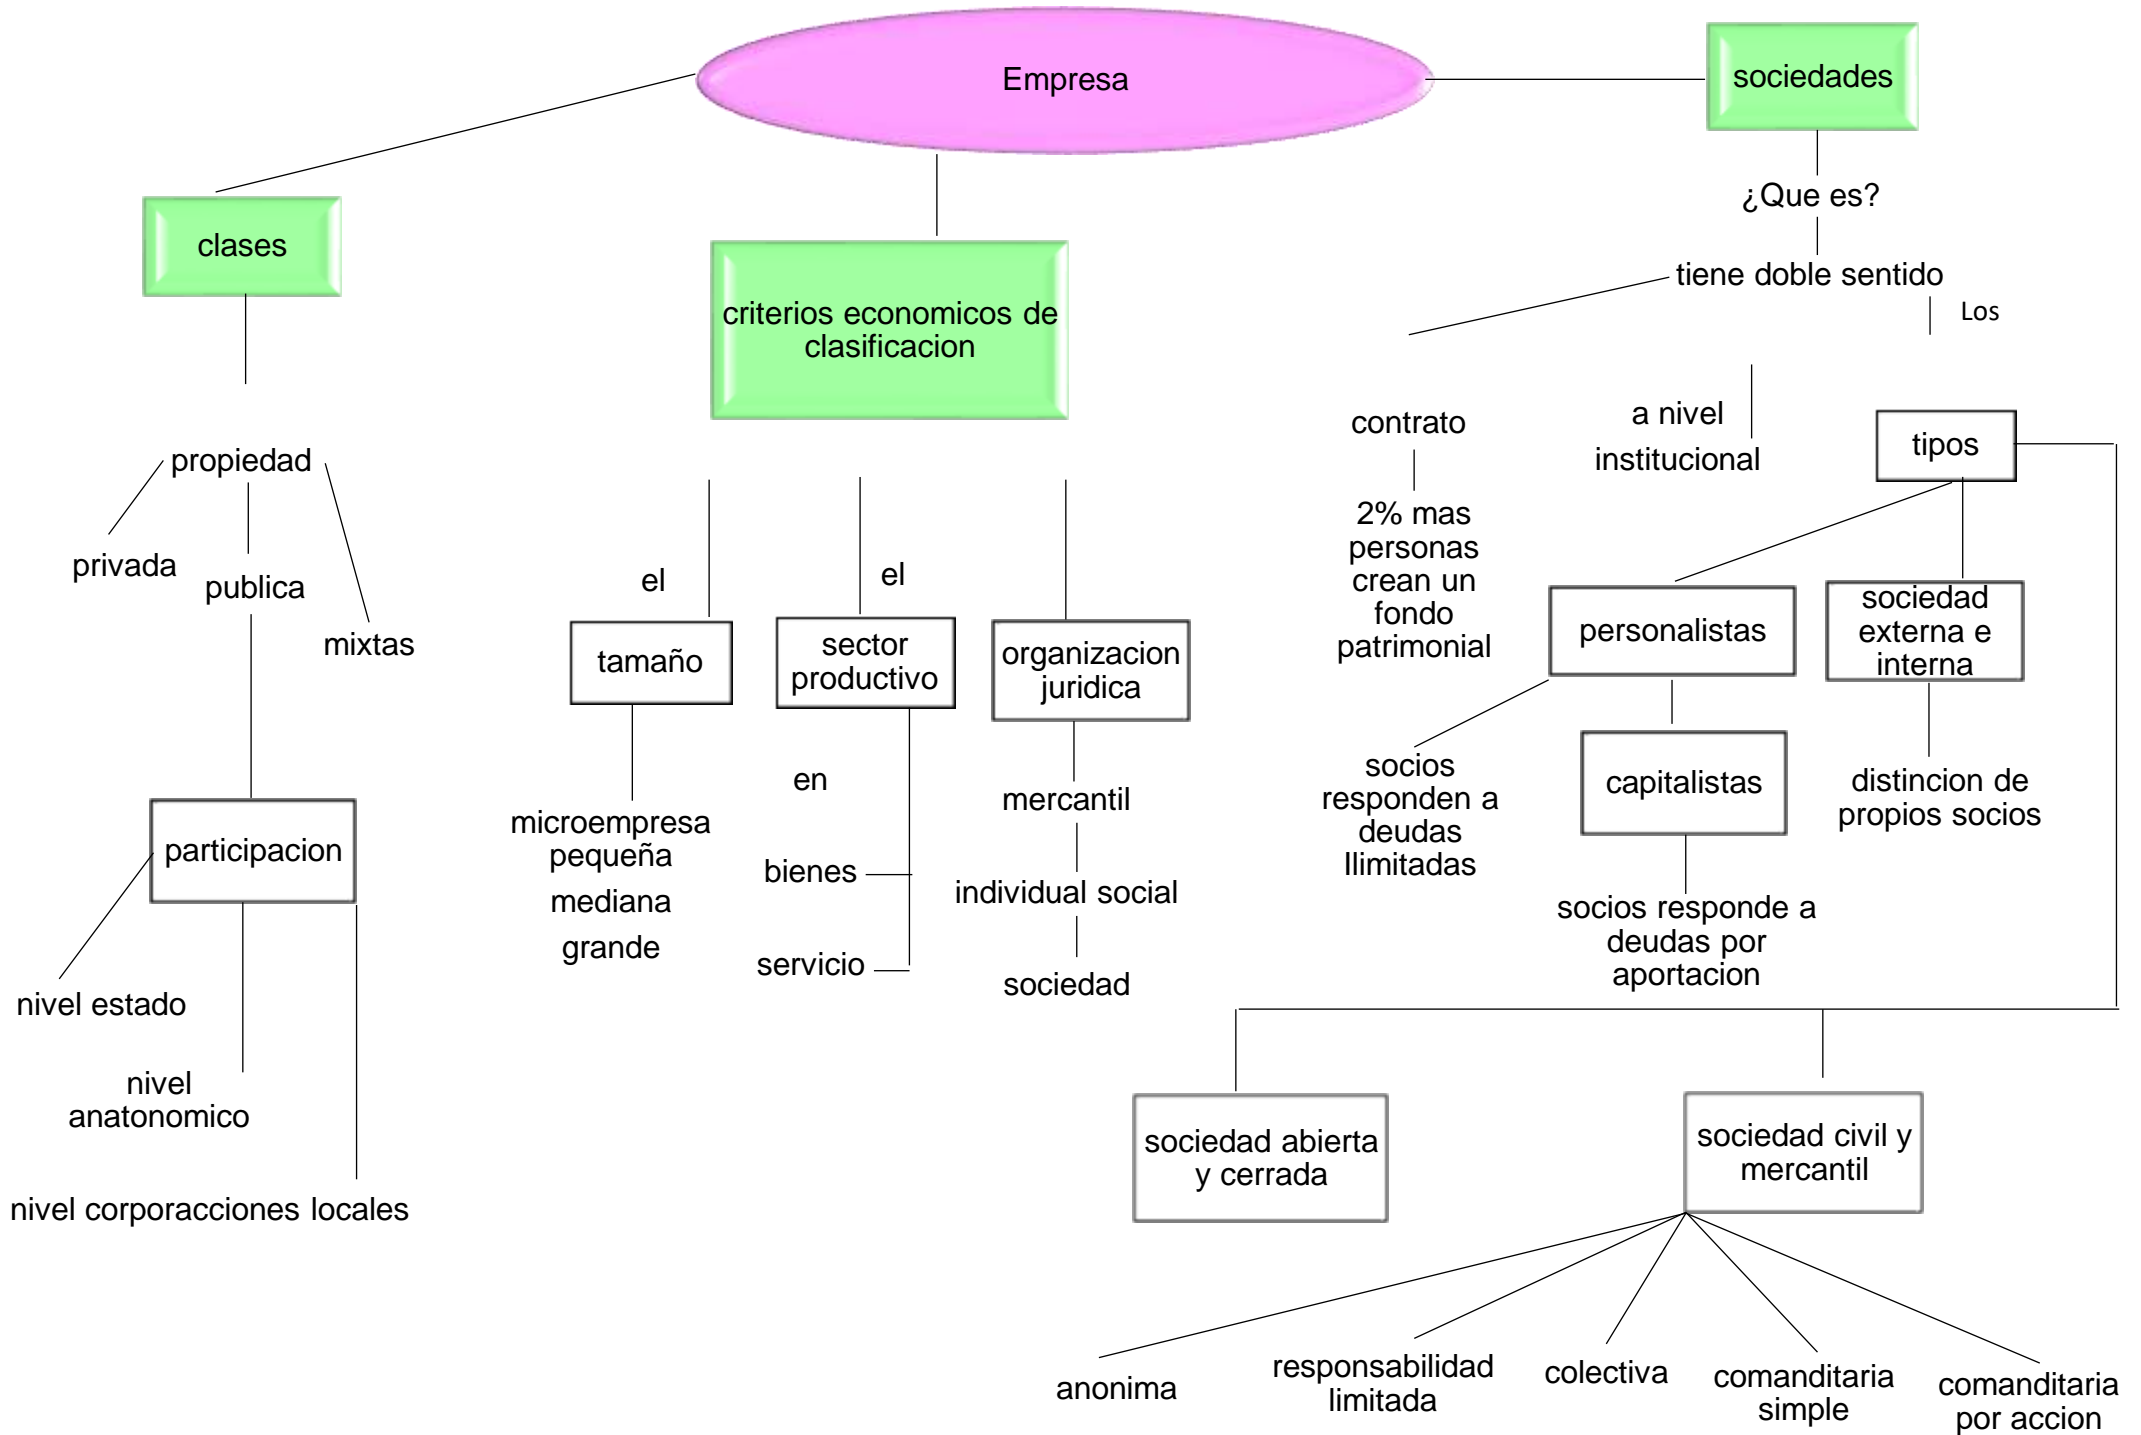 Empresa
sociedades
¿Que es?
tiene doble sentido
Los
clases
propiedad
privada
publica
mixtas
participacion
nivel estado
nivel
anatonomico
nivel corporacciones locales
criterios economicos de
clasificacion
el
tamaño
microempresa
pequeña
mediana
grande
el
sector
productivo
en
bienes
servicio
organizacion
juridica
mercantil
individual social
sociedad
contrato
2% mas
personas
crean un
fondo
patrimonial
a nivel
institucional
tipos
personalistas
socios
responden a
deudas
Ilimitadas
capitalistas
socios responde a
deudas por
aportacion
sociedad
externa e
interna
distincion de
propios socios
sociedad abierta
y cerrada
sociedad civil y
mercantil
anonima
responsabilidad
limitada
colectiva
comanditaria
simple
comanditaria
por accion